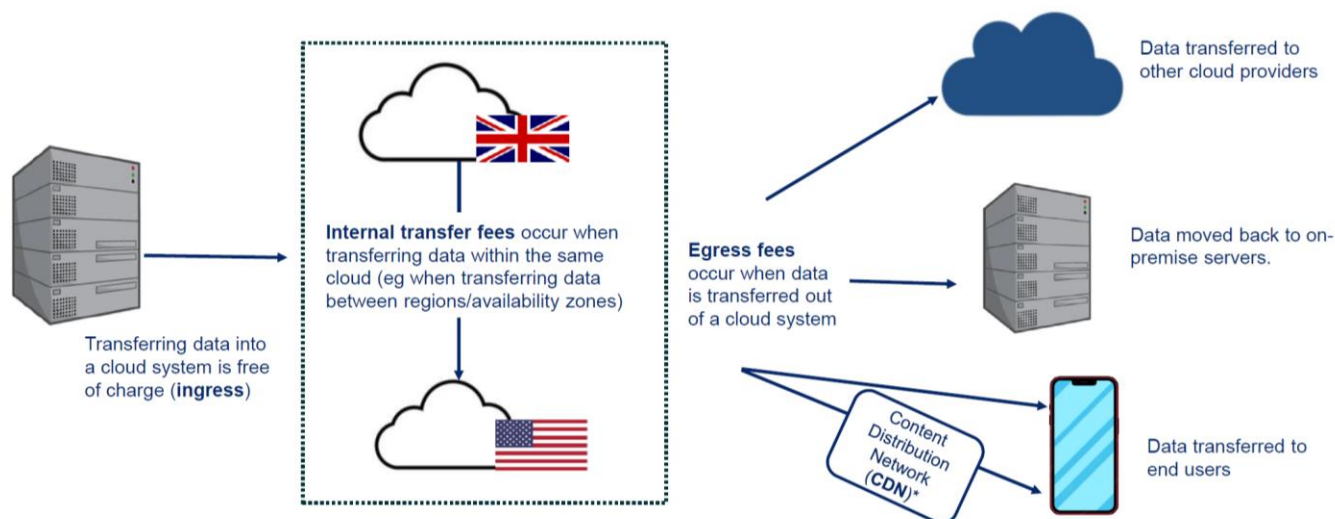 Transferring data into
a cloud system is free
of charge (ingress)
Internal transfer fees occur when
transferring data within the same
cloud (eg when transferring data
between regions/availability zones)
Egress fees
occur when data
is transferred out
of a cloud system
Data transferred to
other cloud providers
Data moved back to on-
premise servers.
Content
Distribution
Network
(CDN)*
Data transferred to
end users